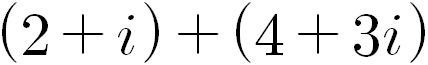 (2 + i) + (4 + 3i)